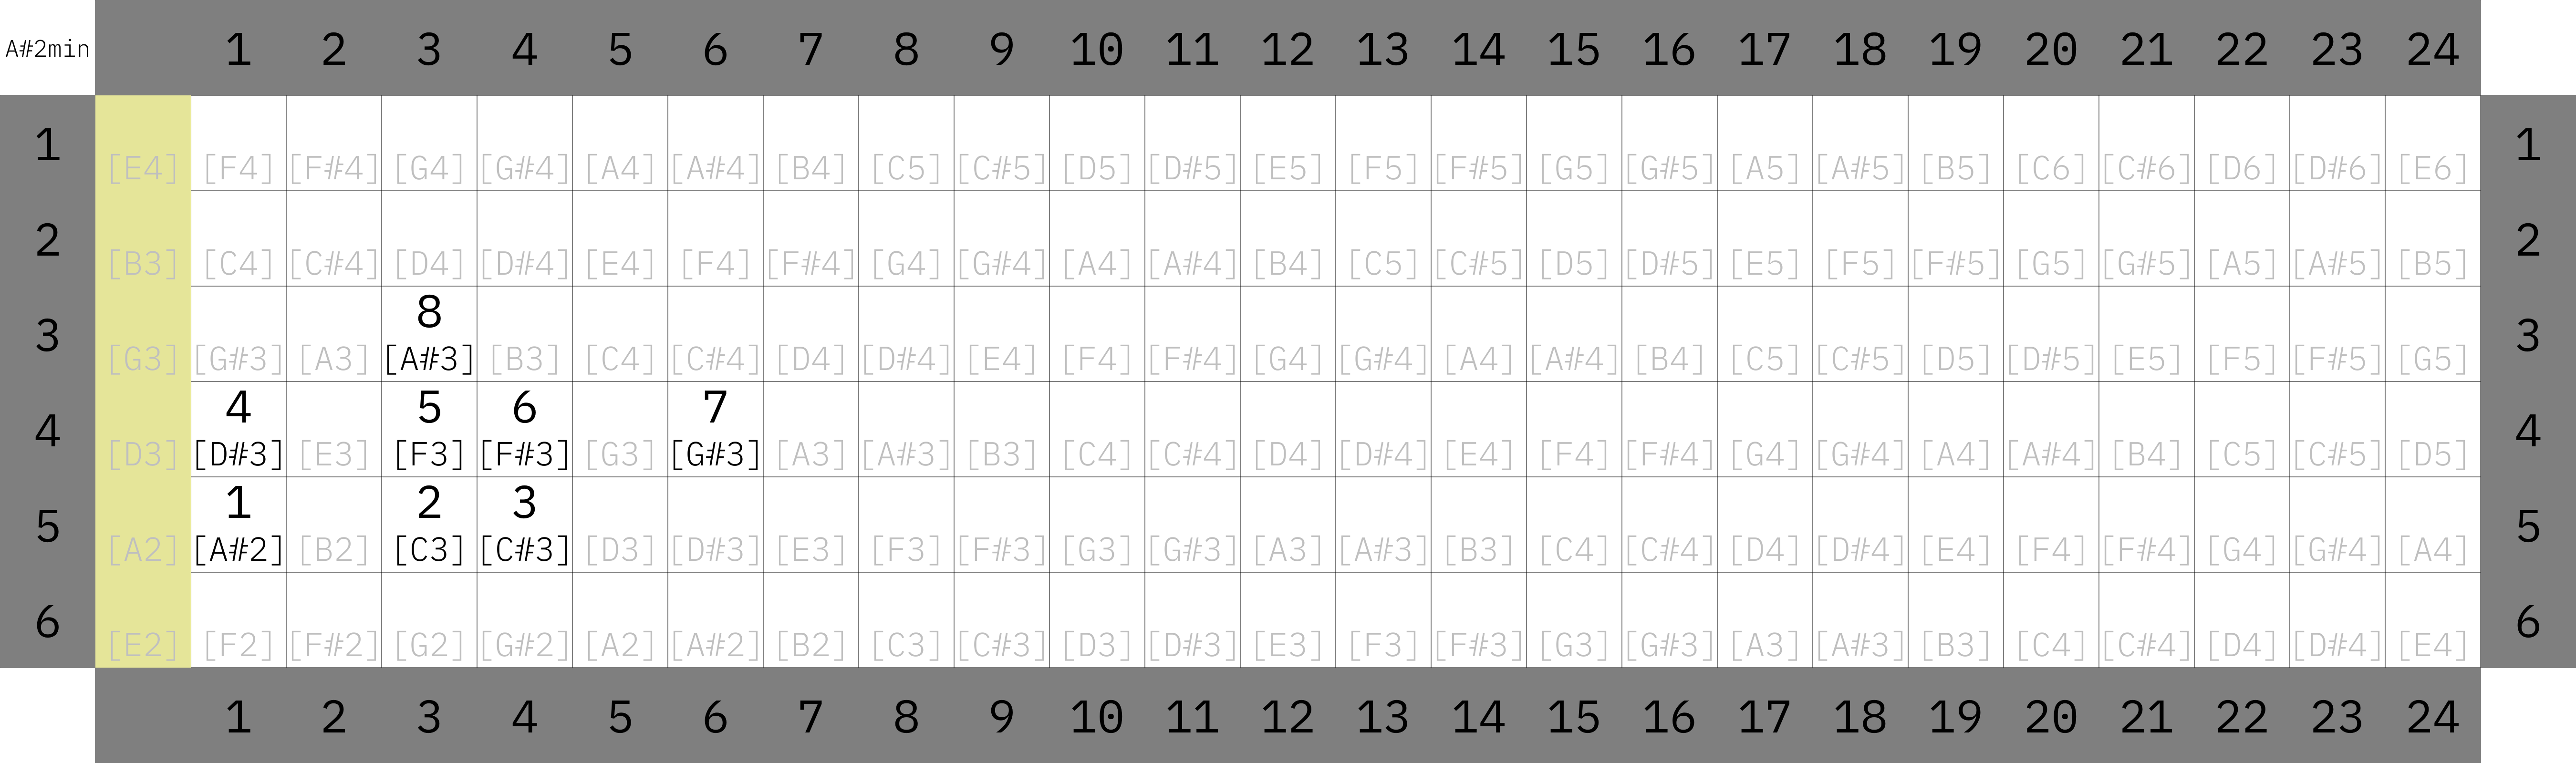 A#2min 1 2 3 4 5 6 7 8 9 10 11 12 13 14 15 16 17 18 19 20 21 22 23 24
1 [E4] [F4] [F#4] [G4] [G#4] [A4] [A#4] [B4] [C5] [C#5] [D5] [D#5] [E5] [F5] [F#5] [G5] [G#5] [A5] [A#5] [B5] [C6] [C#6] [D6] [D#6] [E6] 1
2 [B3] [C4] [C#4] [D4] [D#4] [E4] [F4] [F#4] [G4] [G#4] [A4] [A#4] [B4] [C5] [C#5] [D5] [D#5] [E5] [F5] [F#5] [G5] [G#5] [A5] [A#5] [B5] 2
8
3 [G3] [G#3] [A3] [A#3] [B3] [C4] [C#4] [D4] [D#4] [E4] [F4] [F#4] [G4] [G#4] [A4] [A#4] [B4] [C5] [C#5] [D5] [D#5] [E5] [F5] [F#5] [G5] 3
4 5 6 7
4 [D3] [D#3] [E3] [F3] [F#3] [G3] [G#3] [A3] [A#3] [B3] [C4] [C#4] [D4] [D#4] [E4] [F4] [F#4] [G4] [G#4] [A4] [A#4] [B4] [C5] [C#5] [D5] 4
1 2 3
5 [A2] [A#2] [B2] [C3] [C#3] [D3] [D#3] [E3] [F3] [F#3] [G3] [G#3] [A3] [A#3] [B3] [C4] [C#4] [D4] [D#4] [E4] [F4] [F#4] [G4] [G#4] [A4] 5
6 [E2] [F2] [F#2] [G2] [G#2] [A2] [A#2] [B2] [C3] [C#3] [D3] [D#3] [E3] [F3] [F#3] [G3] [G#3] [A3] [A#3] [B3] [C4] [C#4] [D4] [D#4] [E4] 6
1 2 3 4 5 6 7 8 9 10 11 12 13 14 15 16 17 18 19 20 21 22 23 24